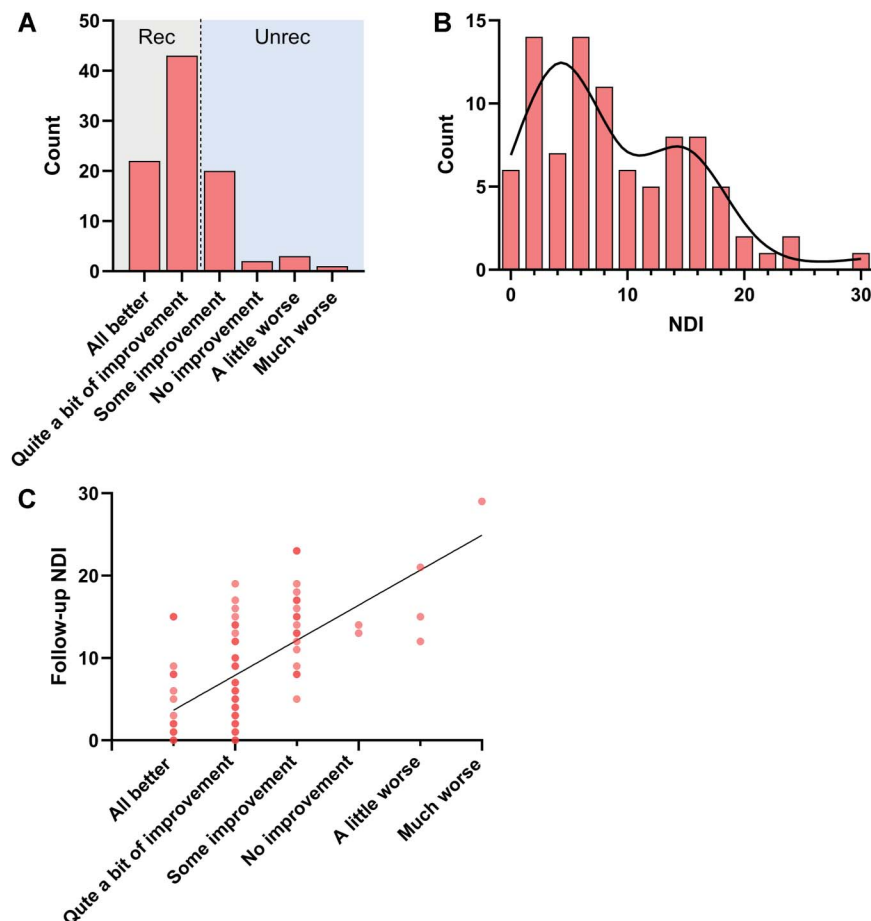 A
Rec
Unrec
Count
50
40
30
20
10
0
All better
Quite a bit of improvement
Some improvement
No improvement
A little worse
Much worse
B
Count
15
10
5
0
0
10
20
30
NDI
C
Follow-up NDI
30
20
10
0
All better
Qute a bit of improvement
Some improvement
No improvement
A little worse
Much worse